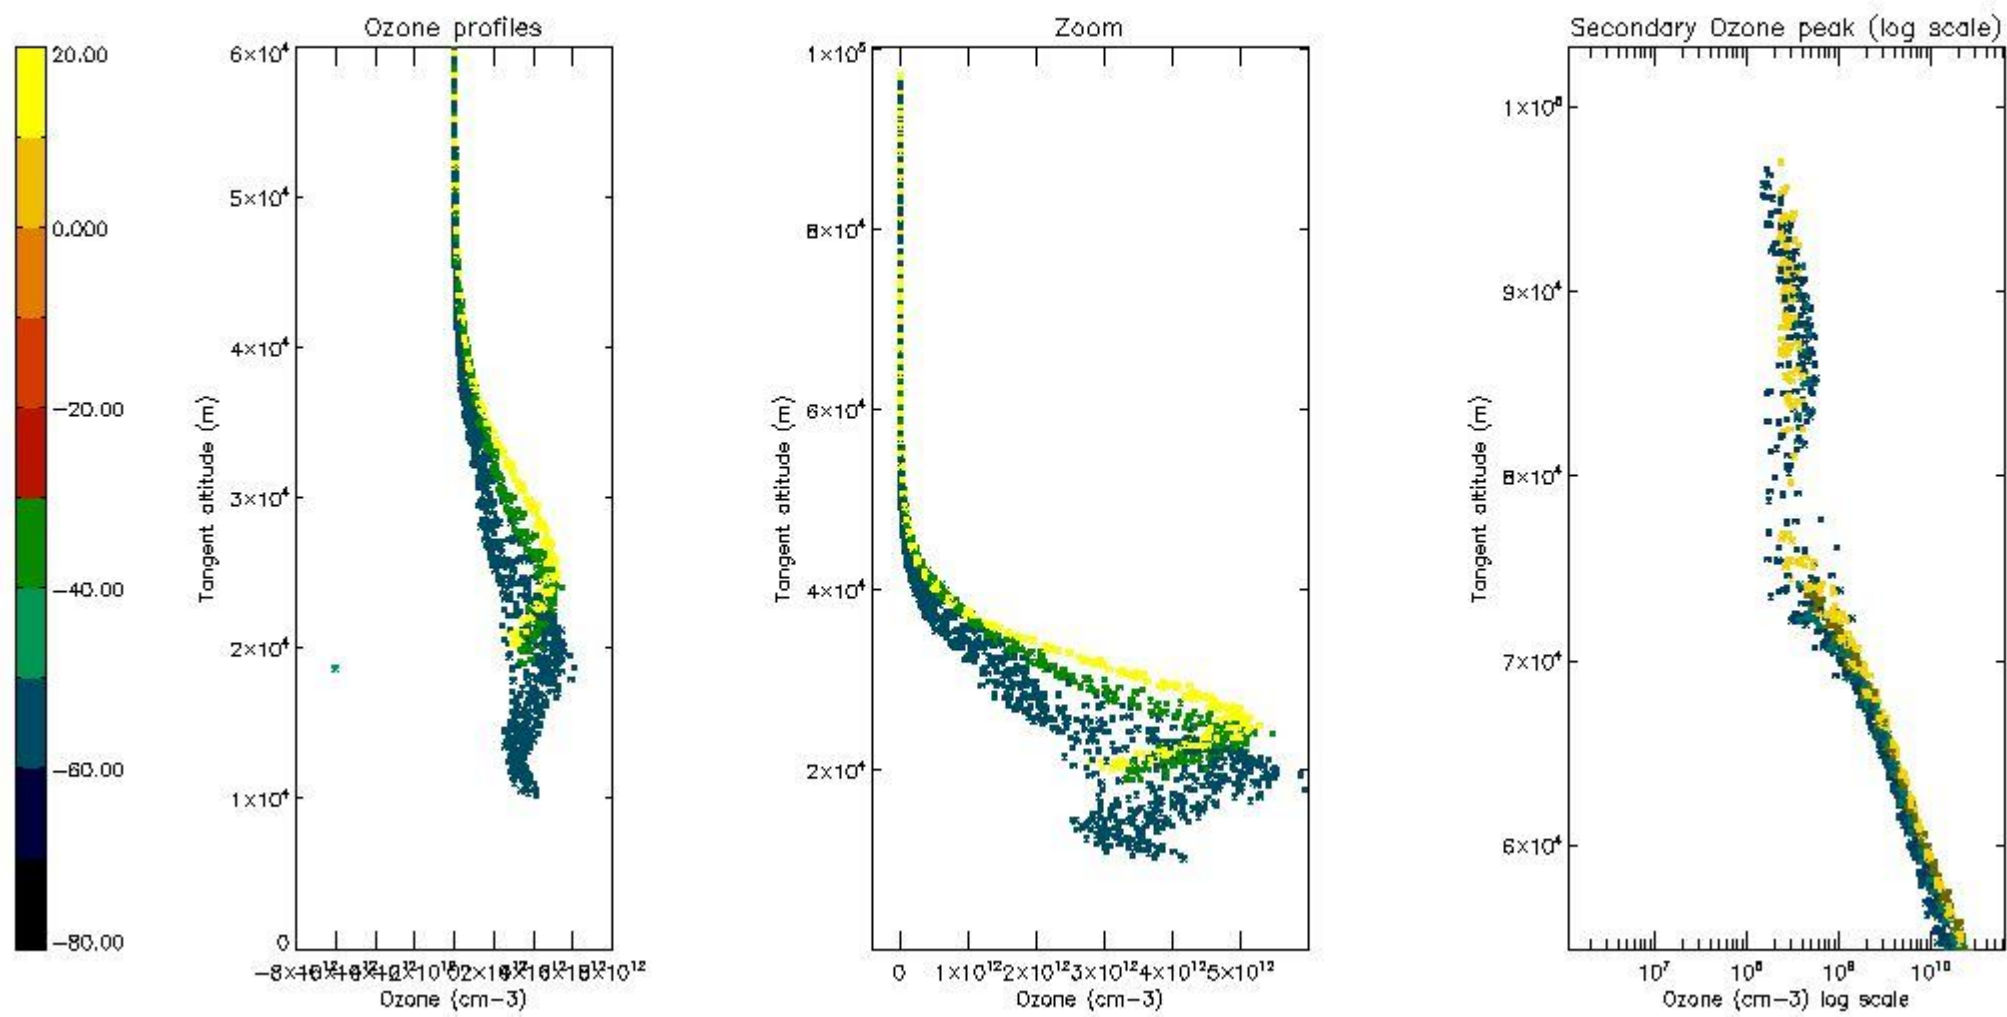 Ozone profiles
Zoom
Secondary Ozone peak (log scale)
20.00
0.000
−20.00
−40.00
−60.00
−80.00
6×10⁴
5×10⁴
4×10⁴
3×10⁴
2×10⁴
1×10⁴
0
Tangent altitude (m)
Ozone (cm−3)
1×10⁵
8×10⁴
6×10⁴
4×10⁴
2×10⁴
Tangent altitude (m)
0 1×10¹² 2×10¹² 3×10¹² 4×10¹² 5×10¹²
Ozone (cm−3)
9×10⁴
8×10⁴
7×10⁴
6×10⁴
Tangent altitude (m)
10⁷ 10⁸ 10⁹ 10¹⁰
Ozone (cm−3) log scale